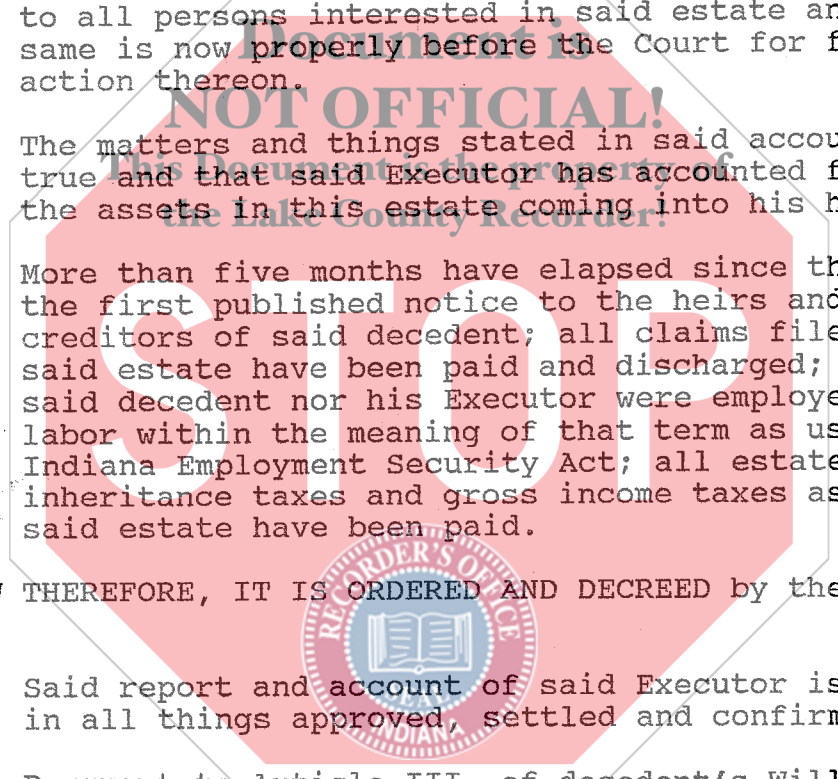 to all persons interested in said estate an
same is now properly before the Court for f
action thereon.
Document is
NOT OFFICIAL!
This Document is the property of
the Lake County Recorder!
The matters and things stated in said accou
true and that said Executor has accounted f
the assets in this estate coming into his h
More than five months have elapsed since th
the first published notice to the heirs and
creditors of said decedent; all claims file
said estate have been paid and discharged;
said decedent nor his Executor were employe
labor within the meaning of that term as us
Indiana Employment Security Act; all estate
inheritance taxes and gross income taxes as
said estate have been paid.
STOP
THEREFORE, IT IS ORDERED AND DECREED by the
RECORDER'S OFFICE
SEAL
INDIANA
Said report and account of said Executor is
in all things approved, settled and confirm